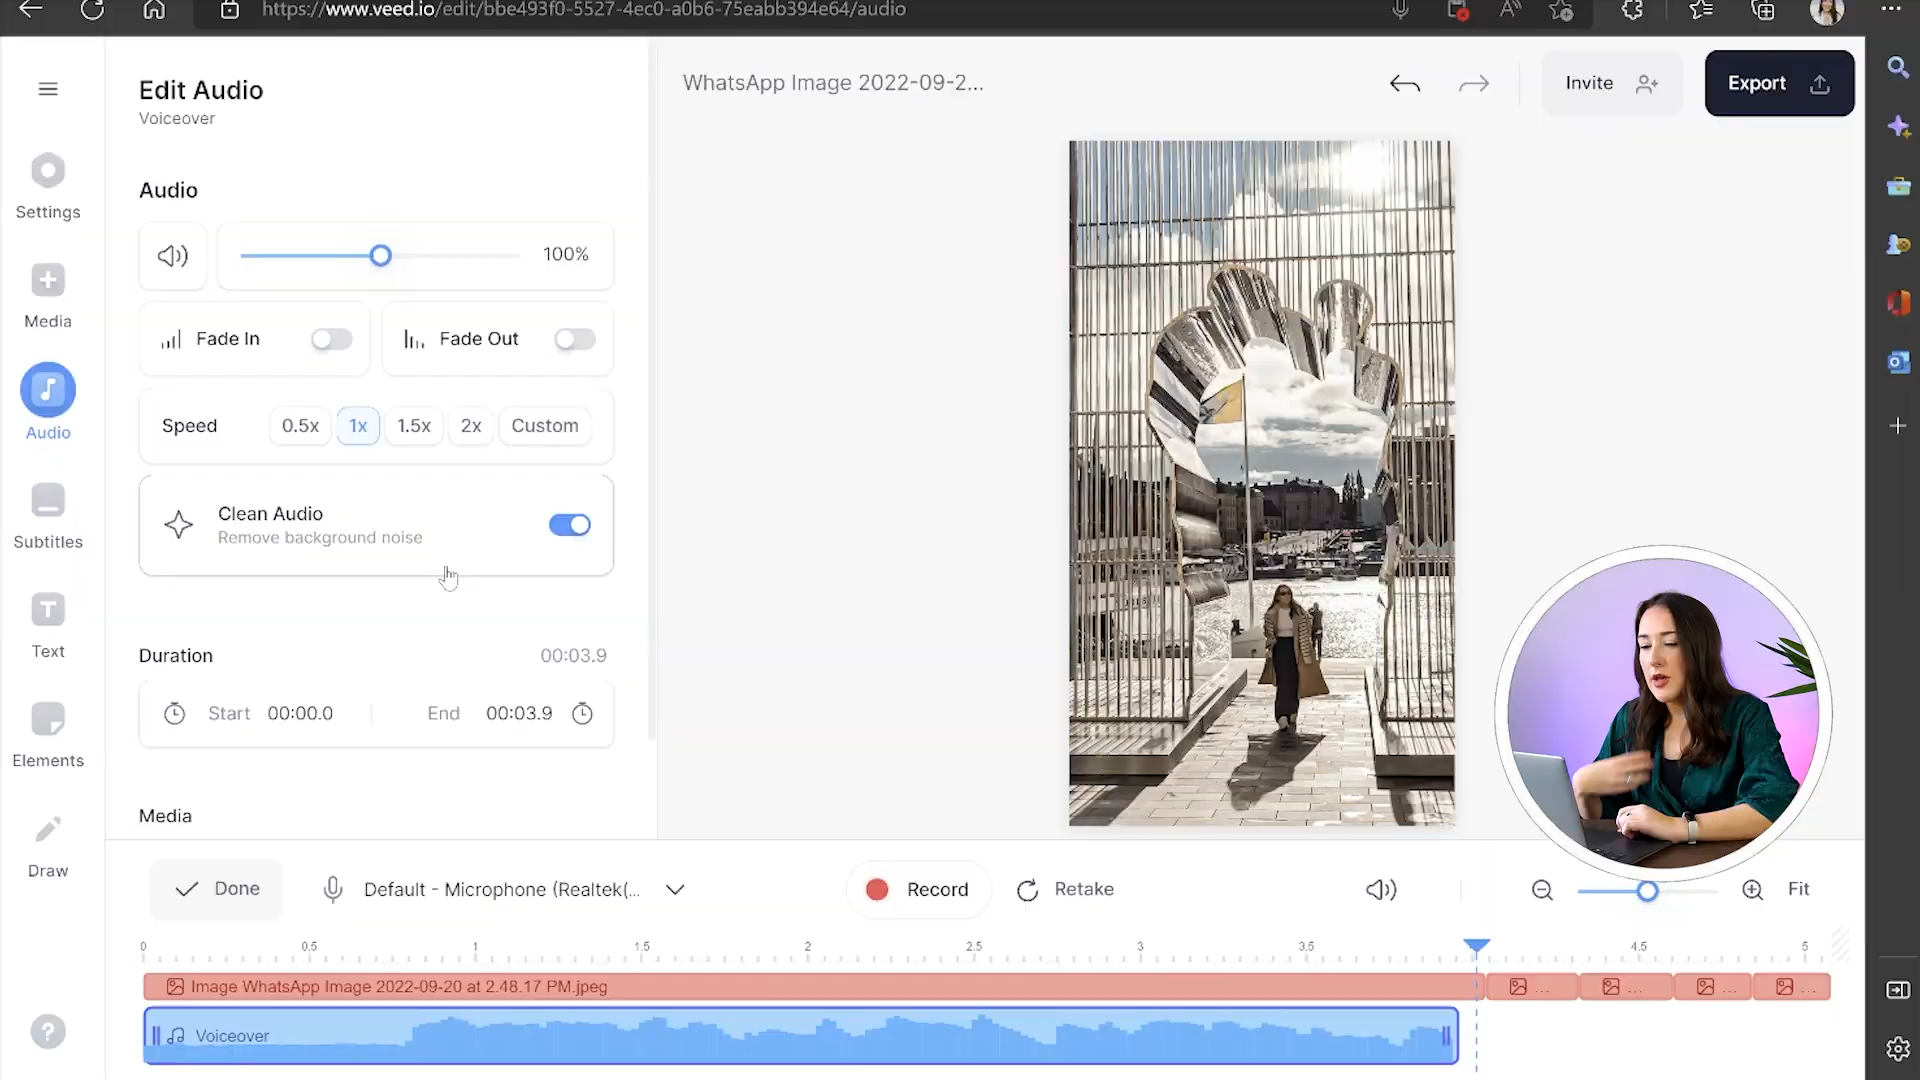 https://www.veed.io/edit/bbe493f0-5527-4ec0-a0b6-75eabb394e64/audio
Edit Audio
Voiceover
WhatsApp Image 2022-09-2...
Invite
Export
Settings
Media
Audio
Subtitles
Text
Elements
Draw
Audio
100%
Fade In
Fade Out
Speed
0.5x
1x
1.5x
2x
Custom
Clean Audio
Remove background noise
Duration
00:03.9
Start 00:00.0
End 00:03.9
Media
Done
Default - Microphone (Realtek(...
Record
Retake
Fit
0 0.5 1 1.5 2 2.5 3 3.5 4.5 5
Image WhatsApp Image 2022-09-20 at 2.48.17 PM.jpeg
... ... ... ...
Voiceover